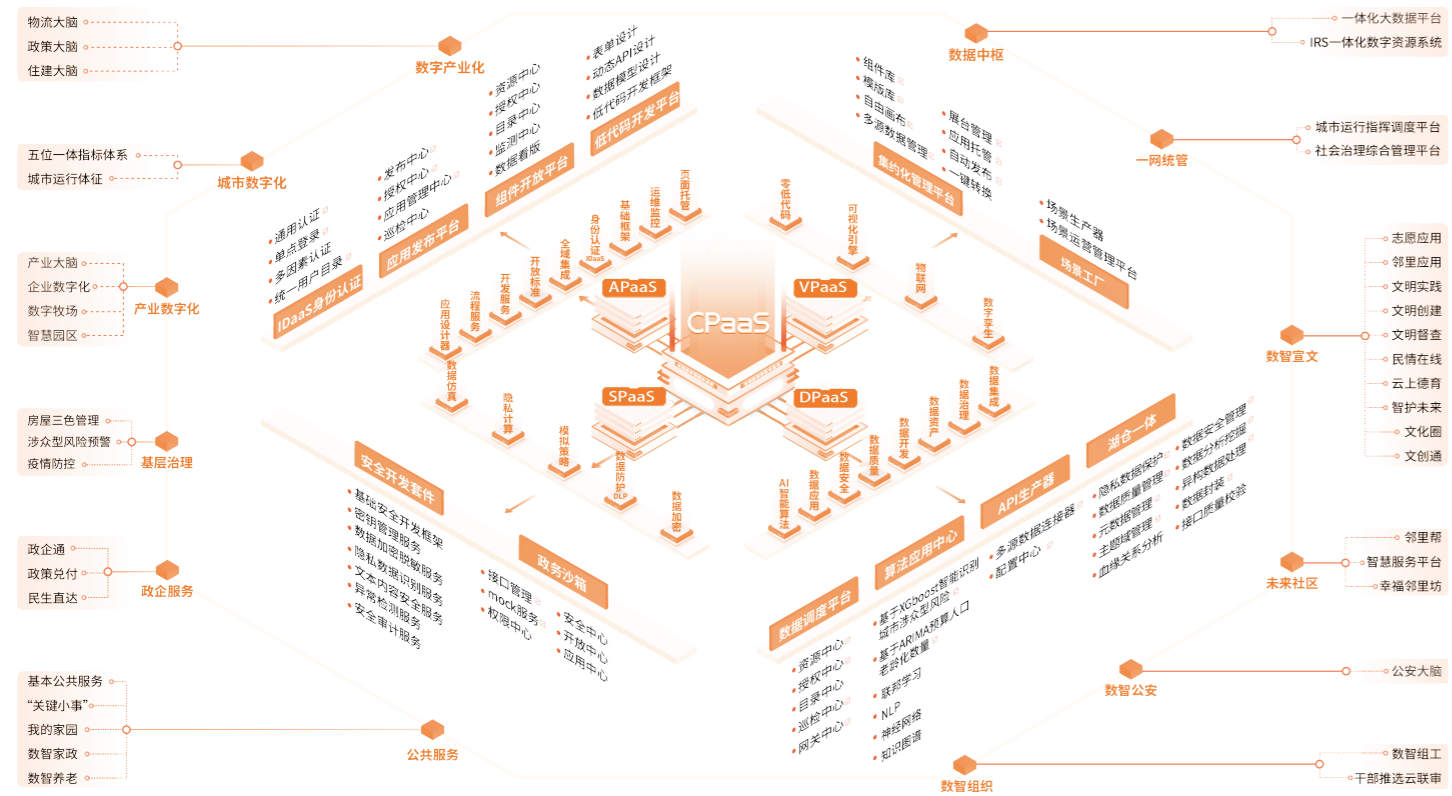 物流大脑
政策大脑
住建大脑
数字产业化
五位一体指标体系
城市运行体征
城市数字化
产业大脑
企业数字化
数字牧场
智慧园区
产业数字化
房屋三色管理
涉众型风险预警
疫情防控
基层治理
政企通
政策兑付
民生直达
政企服务
基本公共服务
“关键小事”
我的家园
数智家政
数智养老
公共服务
通用认证
单点登录
多因素认证
统一用户目录
IDaaS身份认证
发布中心
授权中心
应用管理中心
巡检中心
应用发布平台
资源中心
授权中心
目录中心
监测中心
数据看版
组件开放平台
表单设计
动态API设计
数据模型设计
低代码开发框架
低代码开发平台
应用设计器
流程服务
开发服务
开放标准
全域集成
身份认证
IDaaS
基础框架
运维监控
页面托管
APaaS
VPaaS
CPaaS
SPaaS
DPaaS
零低代码
可视化引擎
物联网
数字孪生
组件库
模版库
自由画布
多源数据管理
展台管理
应用托管
自动发布
一键转换
集约化管理平台
场景生产器
场景运营管理平台
场景工厂
数据仿真
隐私计算
模拟策略
数据防护
DLP
数据加密
安全开发套件
基础安全开发框架
密钥管理服务
数据加密脱敏服务
隐私数据识别服务
文本内容安全服务
异常检测服务
安全审计服务
政务沙箱
接口管理
mock服务
权限中心
安全中心
开放中心
应用中心
AI智能算法
数据应用
数据安全
数据质量
数据开发
数据资产
数据治理
数据集成
数据调度平台
资源中心
授权中心
目录中心
巡检中心
网关中心
算法应用中心
基于XGboost智能识别
城市涉众型风险
基于ARIMA预算人口
老龄化数量
联邦学习
NLP
神经网络
知识图谱
API生产器
多源数据连接器
配置中心
湖仓一体
隐私数据保护
数据质量管理
元数据管理
主题域管理
血缘关系分析
数据安全管理
数据分析挖掘
异构数据处理
数据封装
接口质量校验
数据中枢
一体化大数据平台
IRS一体化数字资源系统
一网统管
城市运行指挥调度平台
社会治理综合管理平台
数智宣文
志愿应用
邻里应用
文明实践
文明创建
文明督查
民情在线
云上德育
智护未来
文化圈
文创通
未来社区
邻里帮
智慧服务平台
幸福邻里坊
数智公安
公安大脑
数智组织
数智组工
干部推选云联审